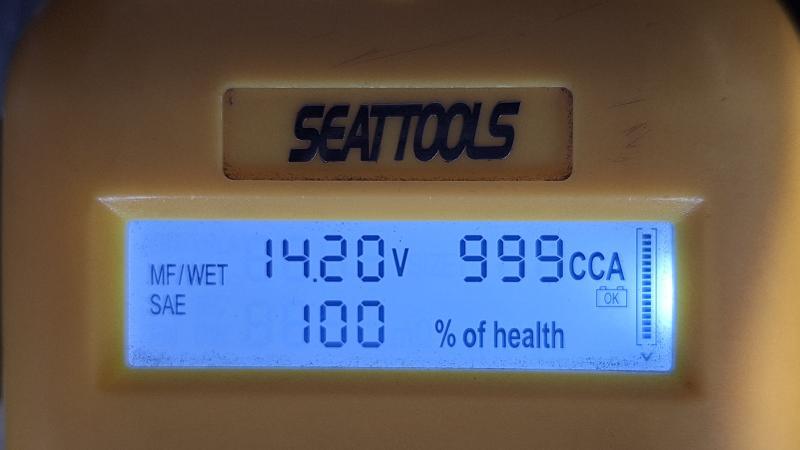 SEATTOOLS
MF/WET 14.20V 999CCA
SAE OK
100 % of health